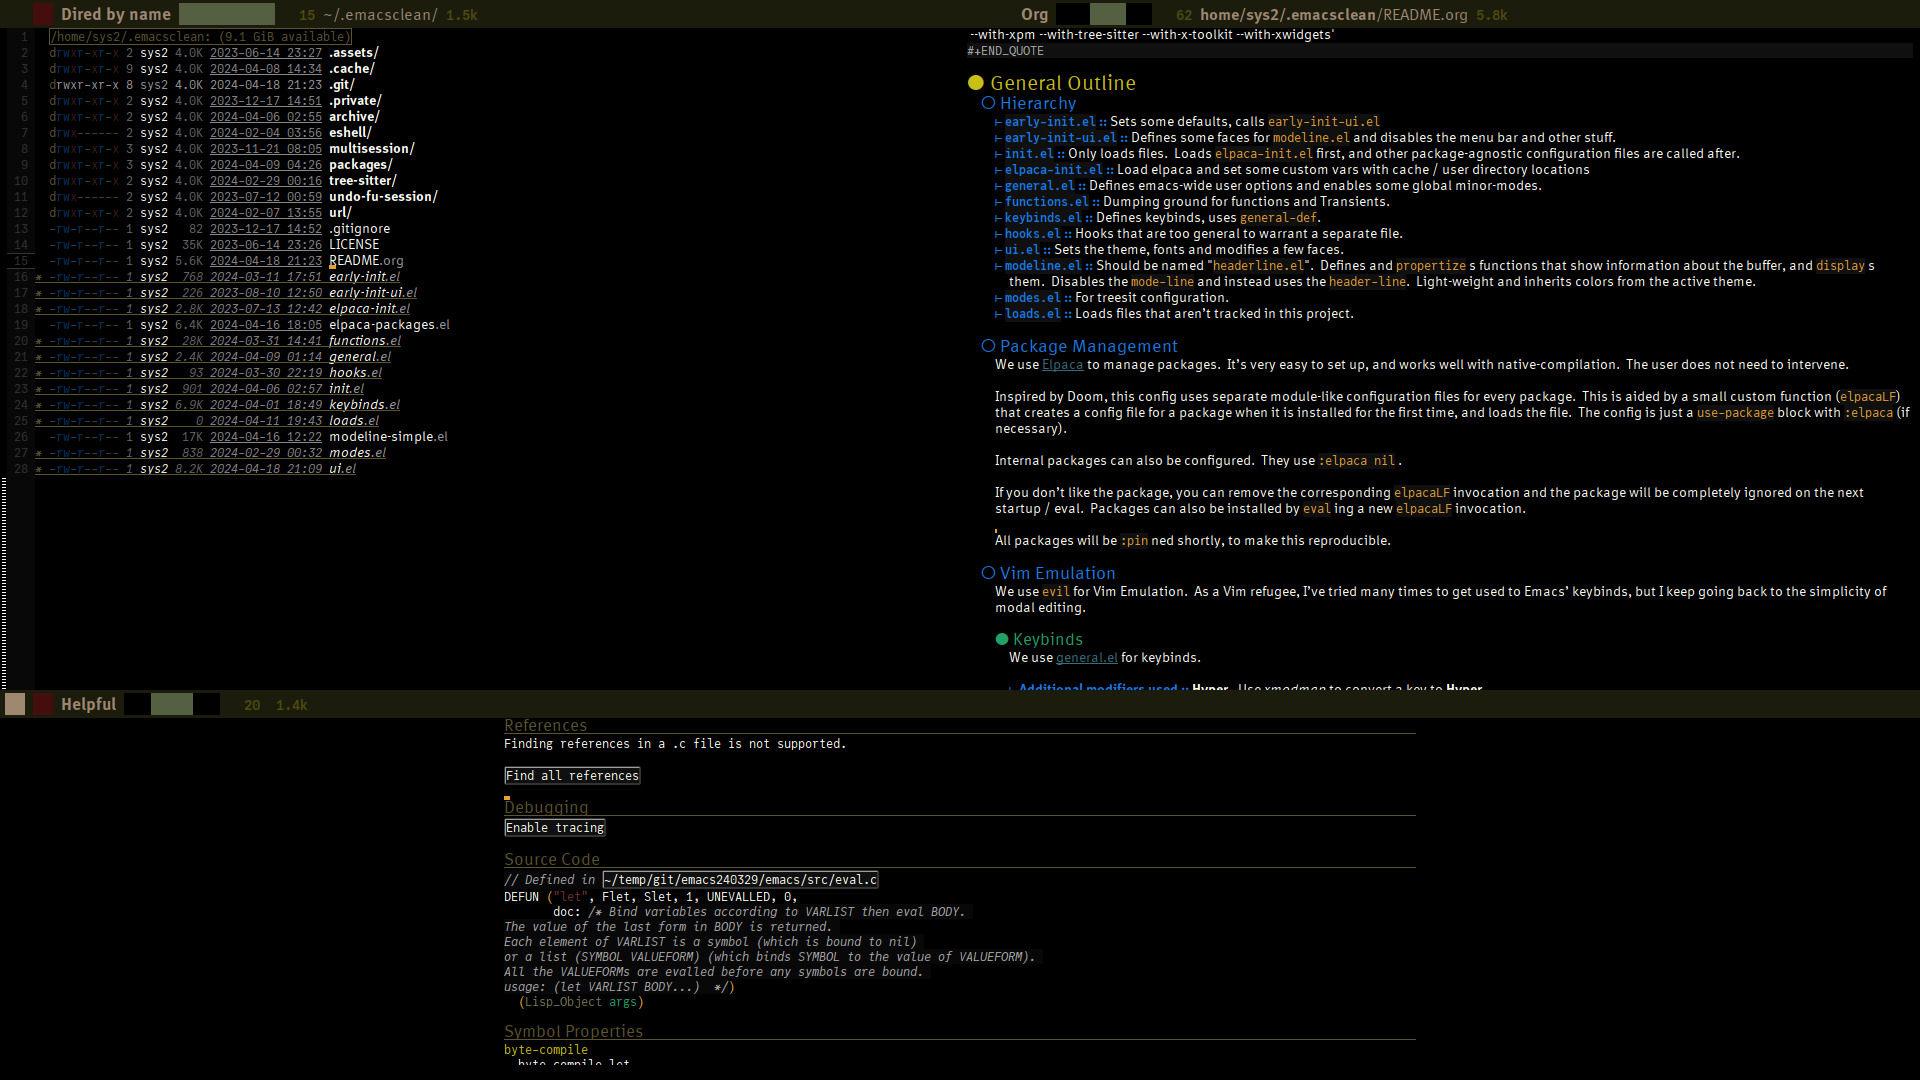 Dired by name 15 ~/.emacsclean/ 1.5k
1 /home/sys2/.emacsclean: (9.1 GiB available)
2 drwxr-xr-x 2 sys2 4.0K 2023-06-14 23:27 .assets/
3 drwxr-xr-x 9 sys2 4.0K 2024-04-08 14:34 .cache/
4 drwxr-xr-x 8 sys2 4.0K 2024-04-18 21:23 .git/
5 drwxr-xr-x 2 sys2 4.0K 2023-12-17 14:51 .private/
6 drwxr-xr-x 2 sys2 4.0K 2024-04-06 02:55 archive/
7 drwx------ 2 sys2 4.0K 2024-02-04 03:56 eshell/
8 drwxr-xr-x 3 sys2 4.0K 2023-11-21 08:05 multisession/
9 drwxr-xr-x 3 sys2 4.0K 2024-04-09 04:26 packages/
10 drwxr-xr-x 2 sys2 4.0K 2024-02-29 00:16 tree-sitter/
11 drwx------ 2 sys2 4.0K 2023-07-12 00:59 undo-fu-session/
12 drwxr-xr-x 2 sys2 4.0K 2024-02-07 13:55 url/
13 -rw-r--r-- 1 sys2 82 2023-12-17 14:52 .gitignore
14 -rw-r--r-- 1 sys2 35K 2023-06-14 23:26 LICENSE
15 -rw-r--r-- 1 sys2 5.6K 2024-04-18 21:23 README.org
16 * -rw-r--r-- 1 sys2 768 2024-03-11 17:51 early-init.el
17 * -rw-r--r-- 1 sys2 226 2023-08-10 12:50 early-init-ui.el
18 * -rw-r--r-- 1 sys2 2.8K 2023-07-13 12:42 elpaca-init.el
19 -rw-r--r-- 1 sys2 6.4K 2024-04-16 18:05 elpaca-packages.el
20 * -rw-r--r-- 1 sys2 28K 2024-03-31 14:41 functions.el
21 * -rw-r--r-- 1 sys2 2.4K 2024-04-09 01:14 general.el
22 * -rw-r--r-- 1 sys2 93 2024-03-30 22:19 hooks.el
23 * -rw-r--r-- 1 sys2 901 2024-04-06 02:57 init.el
24 * -rw-r--r-- 1 sys2 6.9K 2024-04-01 18:49 keybinds.el
25 * -rw-r--r-- 1 sys2 0 2024-04-11 19:43 loads.el
26 -rw-r--r-- 1 sys2 17K 2024-04-16 12:22 modeline-simple.el
27 * -rw-r--r-- 1 sys2 838 2024-02-29 00:32 modes.el
28 * -rw-r--r-- 1 sys2 8.2K 2024-04-18 21:09 ui.el
Org 62 home/sys2/.emacsclean/README.org 5.8k
--with-xpm --with-tree-sitter --with-x-toolkit --with-xwidgets'
#+END_QUOTE
General Outline
Hierarchy
early-init.el :: Sets some defaults, calls early-init-ui.el
early-init-ui.el :: Defines some faces for modeline.el and disables the menu bar and other stuff.
init.el :: Only loads files. Loads elpaca-init.el first, and other package-agnostic configuration files are called after.
elpaca-init.el :: Load elpaca and set some custom vars with cache / user directory locations
general.el :: Defines emacs-wide user options and enables some global minor-modes.
functions.el :: Dumping ground for functions and Transients.
keybinds.el :: Defines keybinds, uses general-def.
hooks.el :: Hooks that are too general to warrant a separate file.
ui.el :: Sets the theme, fonts and modifies a few faces.
modeline.el :: Should be named "headerline.el". Defines and propertize s functions that show information about the buffer, and display s
them. Disables the mode-line and instead uses the header-line. Light-weight and inherits colors from the active theme.
modes.el :: For treesit configuration.
loads.el :: Loads files that aren't tracked in this project.
Package Management
We use Elpaca to manage packages. It's very easy to set up, and works well with native-compilation. The user does not need to intervene.
Inspired by Doom, this config uses separate module-like configuration files for every package. This is aided by a small custom function (elpacaLF)
that creates a config file for a package when it is installed for the first time, and loads the file. The config is just a use-package block with :elpaca (if
necessary).
Internal packages can also be configured. They use :elpaca nil .
If you don't like the package, you can remove the corresponding elpacaLF invocation and the package will be completely ignored on the next
startup / eval. Packages can also be installed by eval ing a new elpacaLF invocation.
All packages will be :pin ned shortly, to make this reproducible.
Vim Emulation
We use evil for Vim Emulation. As a Vim refugee, I've tried many times to get used to Emacs' keybinds, but I keep going back to the simplicity of
modal editing.
Keybinds
We use general.el for keybinds.
Additional modifiers used :: Hyper. Use xmodmap to convert a key to Hyper
Helpful 20 1.4k
References
Finding references in a .c file is not supported.
Find all references
Debugging
Enable tracing
Source Code
// Defined in ~/temp/git/emacs240329/emacs/src/eval.c
DEFUN ("let", Flet, Slet, 1, UNEVALLED, 0,
doc: /* Bind variables according to VARLIST then eval BODY.
The value of the last form in BODY is returned.
Each element of VARLIST is a symbol (which is bound to nil)
or a list (SYMBOL VALUEFORM) (which binds SYMBOL to the value of VALUEFORM).
All the VALUEFORMs are evalled before any symbols are bound.
usage: (let VARLIST BODY...) */)
(Lisp_Object args)
Symbol Properties
byte-compile
byte-compile-let